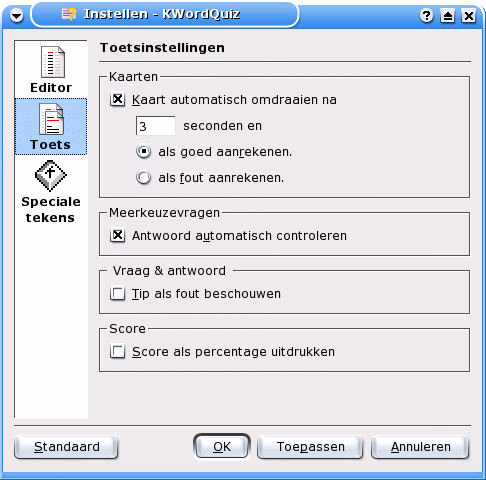 Instellen - KWordQuiz
?
Editor
Toets
Speciale
tekens
Toetsinstellingen
Kaarten
Kaart automatisch omdraaien na
3 seconden en
als goed aanrekenen.
als fout aanrekenen.
Meerkeuzevragen
Antwoord automatisch controleren
Vraag & antwoord
Tip als fout beschouwen
Score
Score als percentage uitdrukken
Standaard OK Toepassen Annuleren